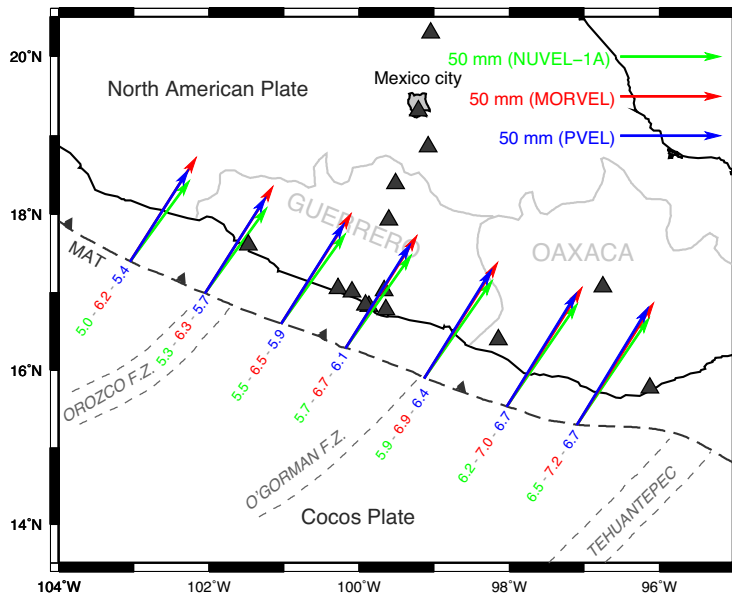 20°N
18°N
16°N
14°N
104°W
102°W
100°W
98°W
96°W
North American Plate
Mexico city
50 mm (NUVEL-1A)
50 mm (MORVEL)
50 mm (PVEL)
GUERRERO
OAXACA
MAT
5.0 - 6.2 - 5.4
5.3 - 6.3 - 5.7
5.5 - 6.5 - 5.9
5.7 - 6.7 - 6.1
5.9 - 6.9 - 6.4
6.2 - 7.0 - 6.7
6.5 - 7.2 - 6.7
OROZCO F.Z.
O'GORMAN F.Z.
Cocos Plate
TEHUANTEPEC